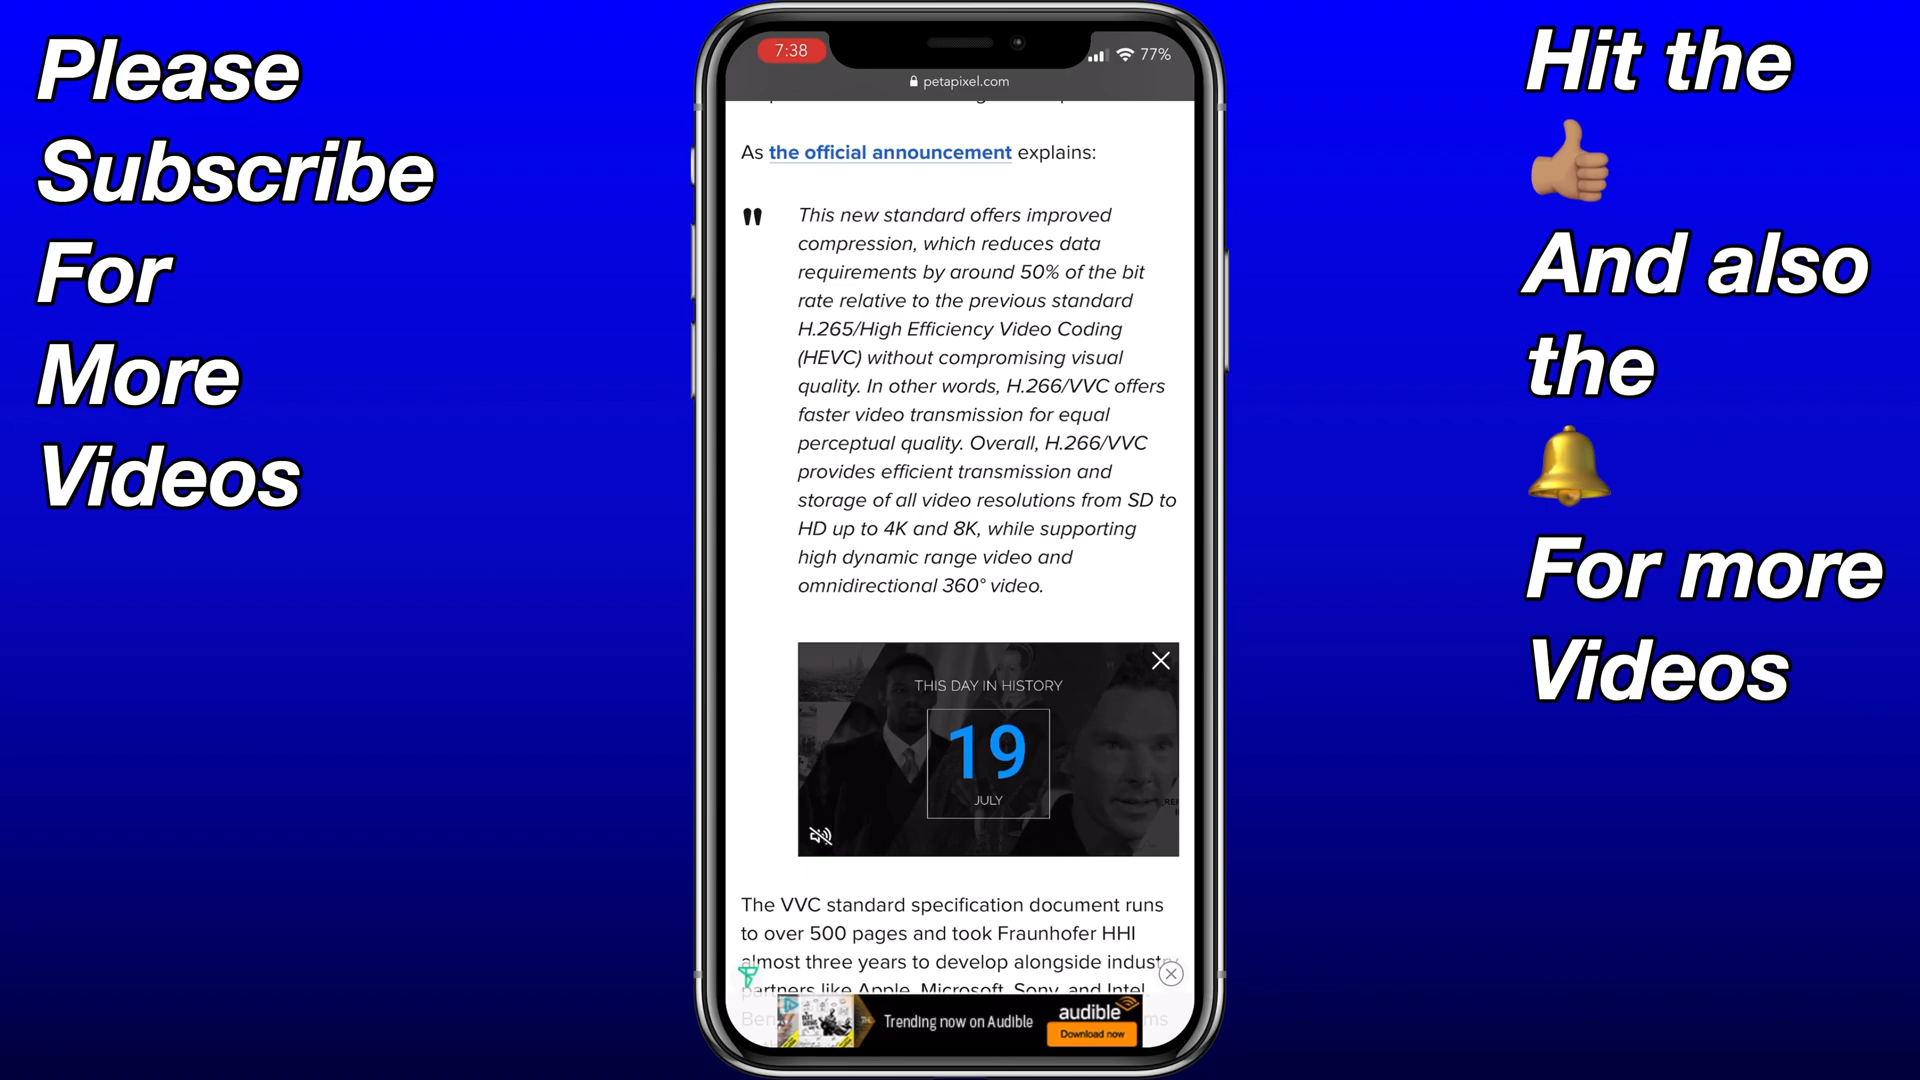 Please
Subscribe
For
More
Videos
7:38
77%
petapixel.com
As the official announcement explains:
" This new standard offers improved
compression, which reduces data
requirements by around 50% of the bit
rate relative to the previous standard
H.265/High Efficiency Video Coding
(HEVC) without compromising visual
quality. In other words, H.266/VVC offers
faster video transmission for equal
perceptual quality. Overall, H.266/VVC
provides efficient transmission and
storage of all video resolutions from SD to
HD up to 4K and 8K, while supporting
high dynamic range video and
omnidirectional 360° video.
THIS DAY IN HISTORY
19
JULY
The VVC standard specification document runs
to over 500 pages and took Fraunhofer HHI
almost three years to develop alongside industry
partners like Apple, Microsoft, Sony, and Intel.
Trending now on Audible
audible
Download now
Hit the
👍🏽
And also
the
🔔
For more
Videos